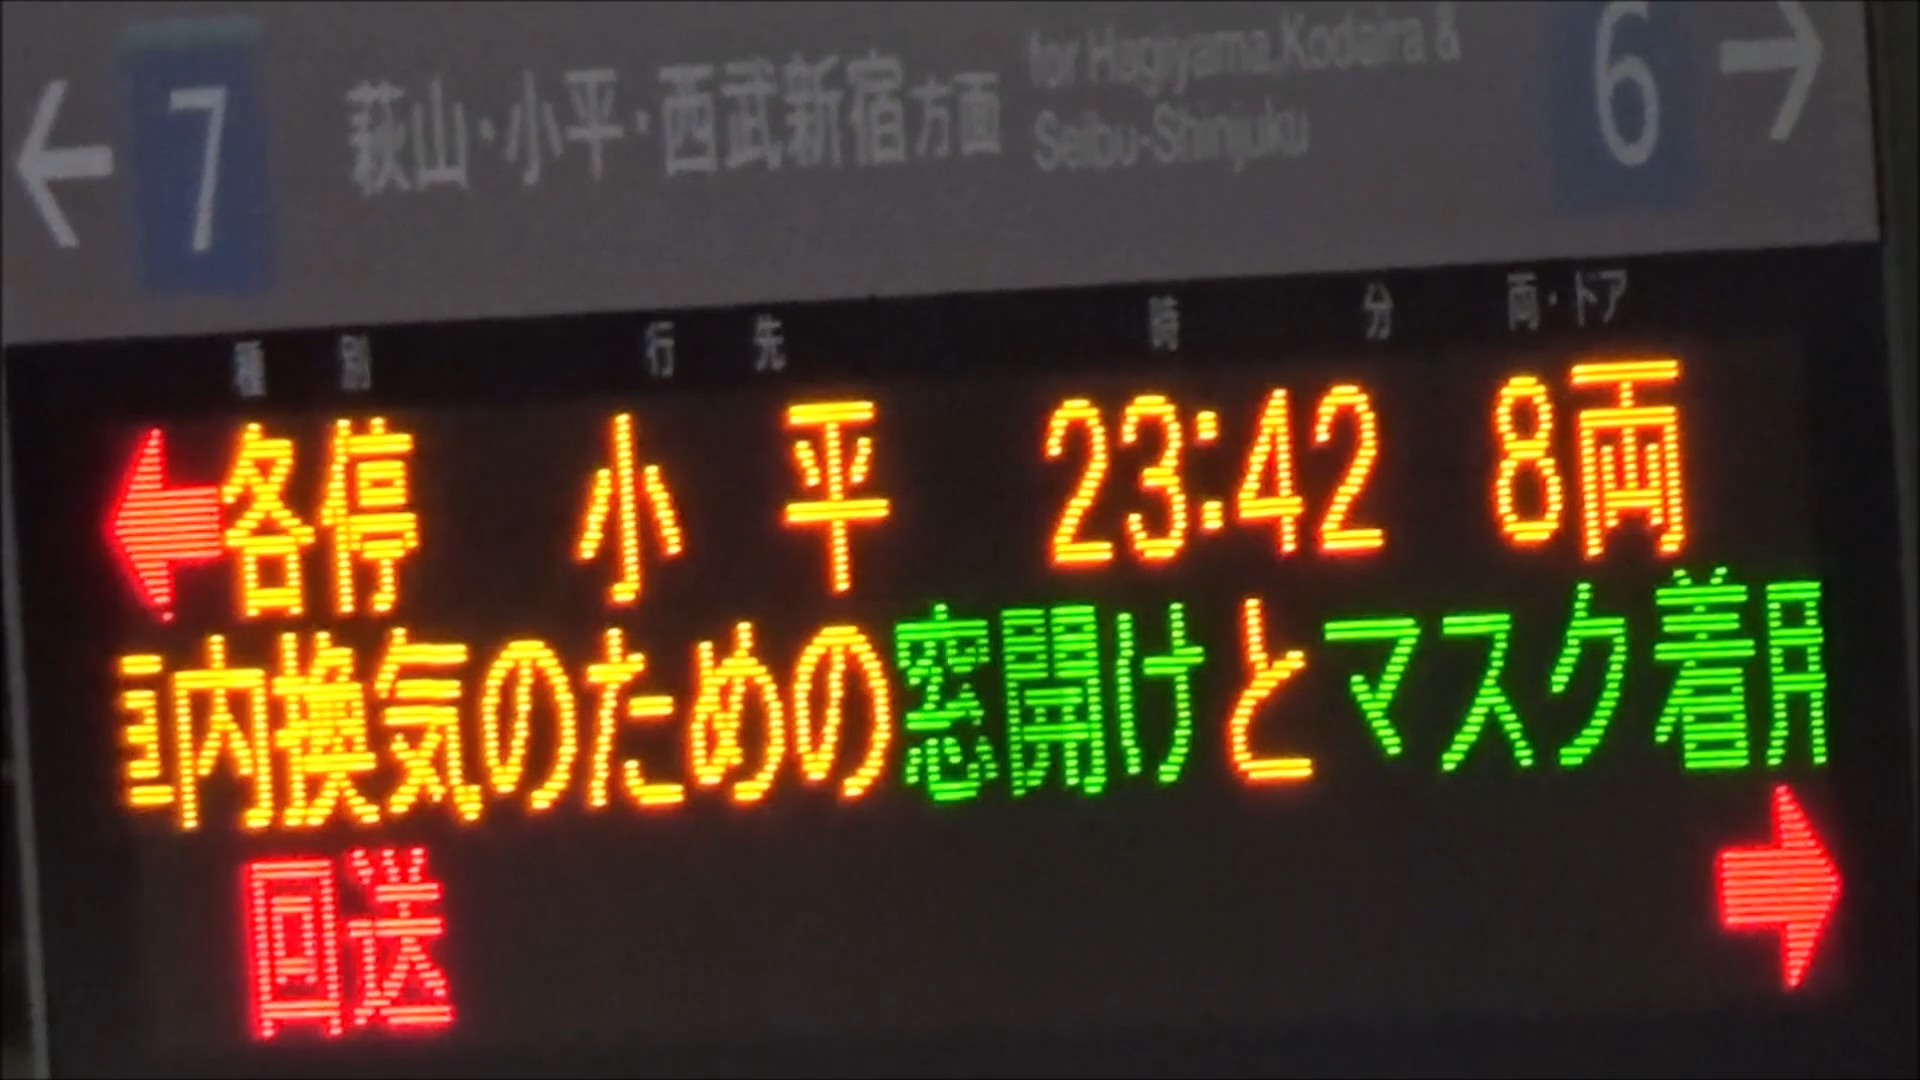 ← 7 萩山・小平・西武新宿方面 for Hagiyama,Kodaira & 6 →
Seibu-Shinjuku
種別 行先 時 分 両・ドア
←各停 小平 23:42 8両
内換気のための窓開けとマスク着
回送 →